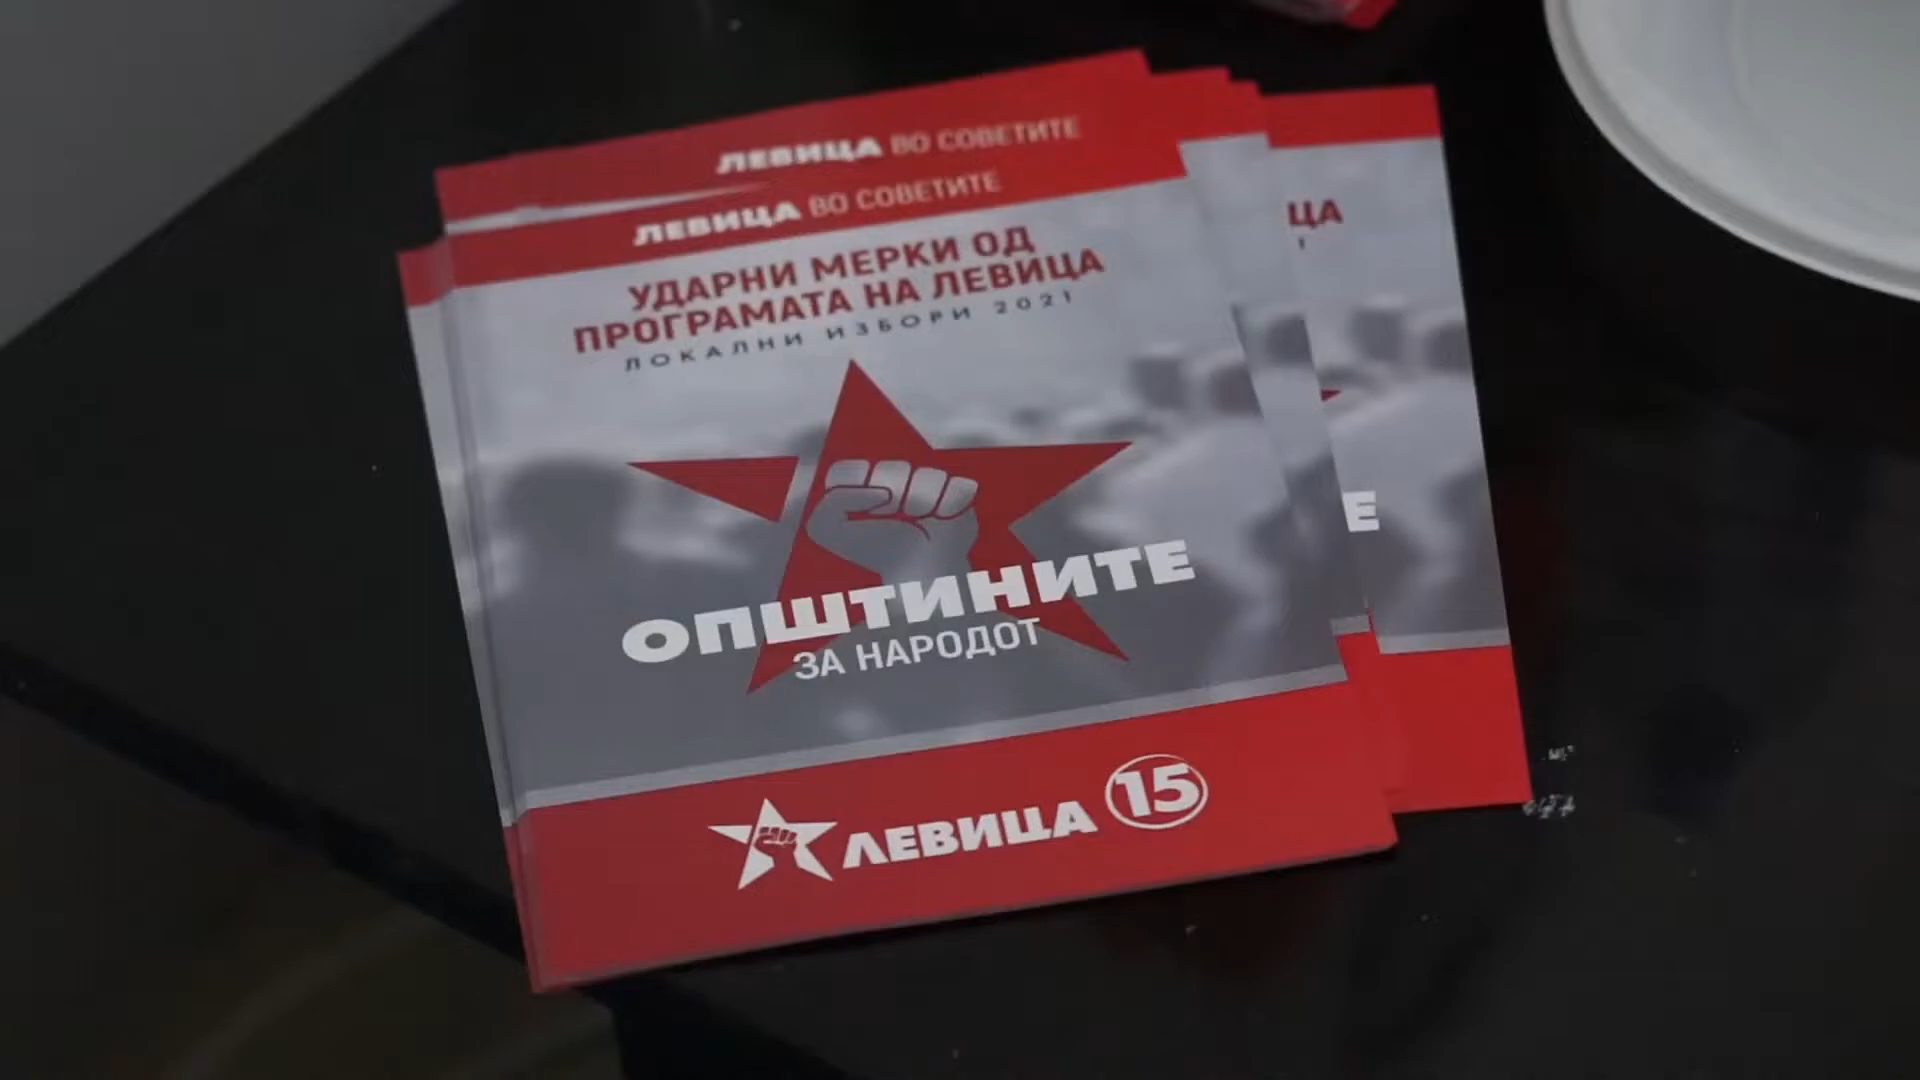 ЛЕВИЦА ВО СОВЕТИТЕ
ЛЕВИЦА ВО СОВЕТИТЕ
УДАРНИ МЕРКИ ОД
ПРОГРАМАТА НА ЛЕВИЦА
ЛОКАЛНИ ИЗБОРИ 2021
ОПШТИНИТЕ
ЗА НАРОДОТ
ЛЕВИЦА 15
ЦА
Е